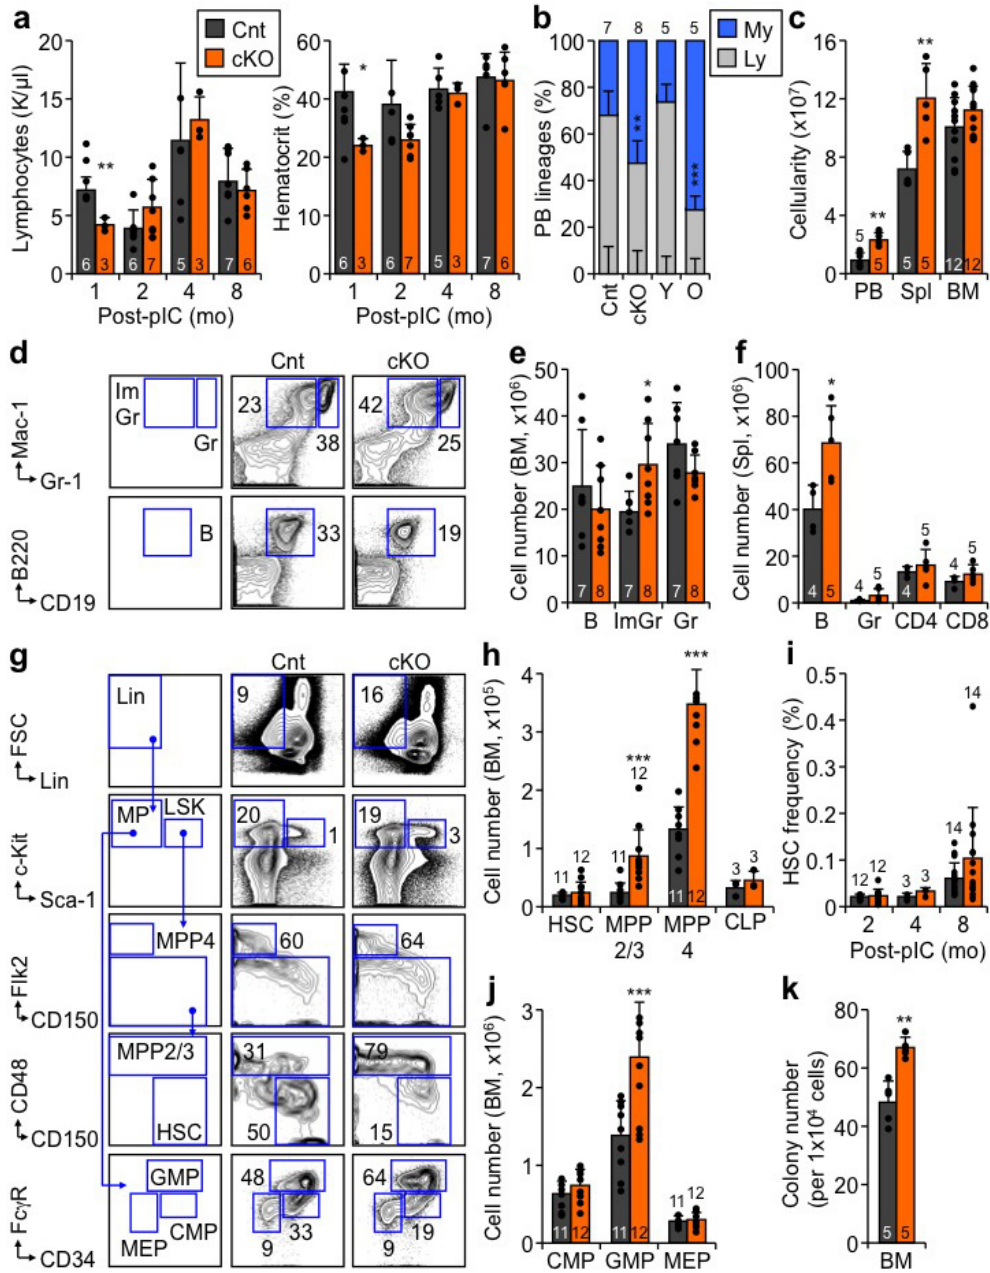 a
Cnt
cKO
Lymphocytes (K/µl)
20
15
10
5
0
**
6 3 6 7 5 3 7 6
1 2 4 8
Post-pIC (mo)
Hematocrit (%)
60
40
20
0
*
6 3 6 7 5 3 7 6
1 2 4 8
Post-pIC (mo)
b
My
Ly
PB lineages (%)
100
80
60
40
20
0
7 8 5 5
**
***
Cnt cKO Y O
c
Cellularity (x10⁷)
16
12
8
4
0
5 5 5 5 12 12
**
**
PB Spl BM
d
Cnt cKO
Im
Gr
Gr
23
38
42
25
Mac-1
Gr-1
B
33
19
B220
CD19
e
Cell number (BM, x10⁶)
50
40
30
20
10
0
*
7 8 7 8 7 8
B ImGr Gr
f
Cell number (Spl, x10⁶)
100
80
60
40
20
0
*
4 5 4 5 4 5 4 5
B Gr CD4 CD8
g
Cnt cKO
Lin
9
16
FSC
Lin
MP LSK
20
1
19
3
c-Kit
Sca-1
MPP4
60
64
Flk2
CD150
MPP2/3
HSC
31
50
79
15
CD48
CD150
GMP
CMP
MEP
48
33
9
64
19
9
FcγR
CD34
h
Cell number (BM, x10⁵)
4
3
2
1
0
***
***
11 12 11 12 11 12 3 3
HSC MPP MPP CLP
2/3 4
i
HSC frequency (%)
0.5
0.4
0.3
0.2
0.1
0
12 12 3 3 14 14
2 4 8
Post-pIC (mo)
j
Cell number (BM, x10⁶)
3
2
1
0
***
11 12 11 12 11 12
CMP GMP MEP
k
Colony number
(per 1x10⁴ cells)
80
60
40
20
0
**
5 5
BM